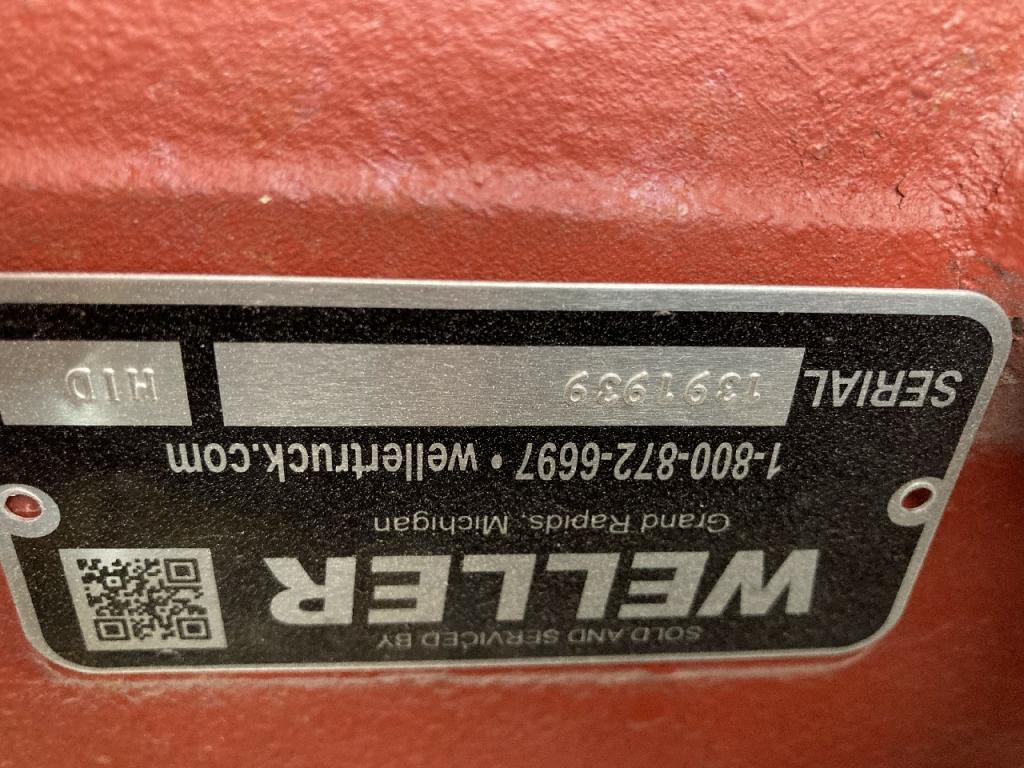 SOLD AND SERVICED BY
WELLER
Grand Rapids, Michigan
1-800-872-6697 • wellertruck.com
SERIAL 1391939 HID